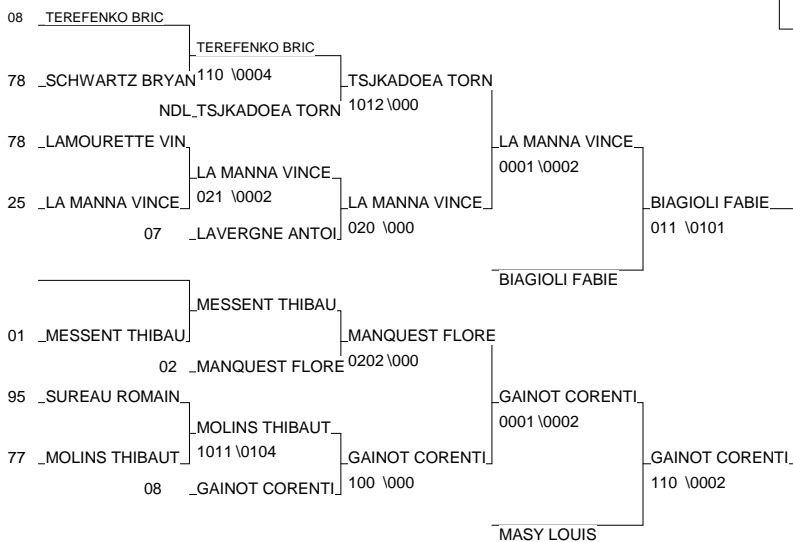 08 TEREFENKO BRIC
TEREFENKO BRIC
110 \0004
78 SCHWARTZ BRYAN
TSJKADOEA TORN
1012 \000
NDL TSJKADOEA TORN
78 LAMOURETTE VIN
LA MANNA VINCE
0001 \0002
LA MANNA VINCE
021 \0002
25 LA MANNA VINCE
LA MANNA VINCE
020 \000
BIAGIOLI FABIE
011 \0101
07 LAVERGNE ANTOI
BIAGIOLI FABIE
MESSENT THIBAU
01 MESSENT THIBAU
MANQUEST FLORE
0202 \000
02 MANQUEST FLORE
95 SUREAU ROMAIN
GAINOT CORENTI
0001 \0002
MOLINS THIBAUT
1011 \0104
77 MOLINS THIBAUT
GAINOT CORENTI
100 \000
GAINOT CORENTI
110 \0002
08 GAINOT CORENTI
MASY LOUIS